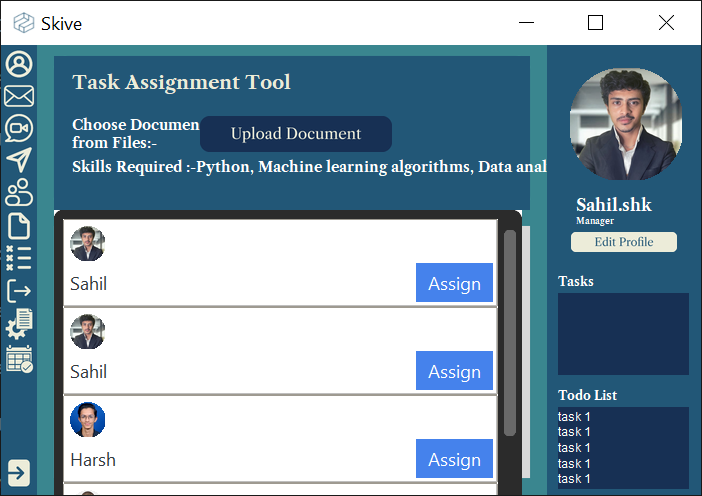 Skive
Task Assignment Tool
Choose Documen
from Files:-
Upload Document
Skills Required :-Python, Machine learning algorithms, Data anal
Sahil
Assign
Sahil
Assign
Harsh
Assign
Sahil.shk
Manager
Edit Profile
Tasks
Todo List
task 1
task 1
task 1
task 1
task 1